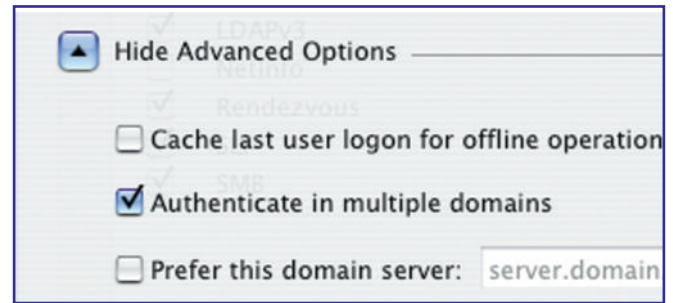 LDAPv3
Hide Advanced Options
NetInfo
Rendezvous
Cache last user logon for offline operation
SMB
Authenticate in multiple domains
Prefer this domain server: server.domain